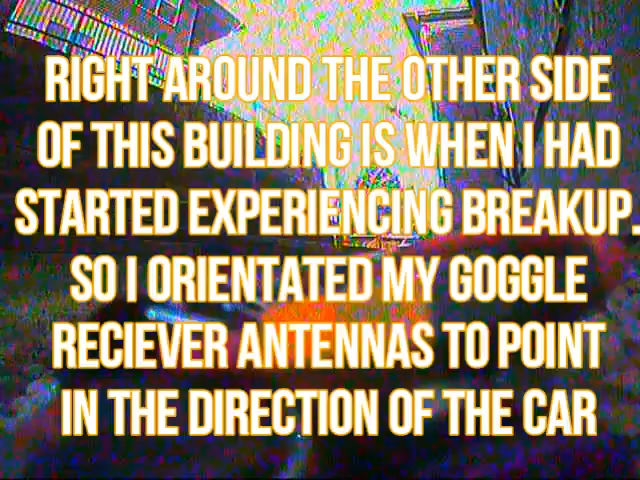 RIGHT AROUND THE OTHER SIDE
OF THIS BUILDING IS WHEN I HAD
STARTED EXPERIENCING BREAKUP.
SO I ORIENTATED MY GOGGLE
RECIEVER ANTENNAS TO POINT
IN THE DIRECTION OF THE CAR